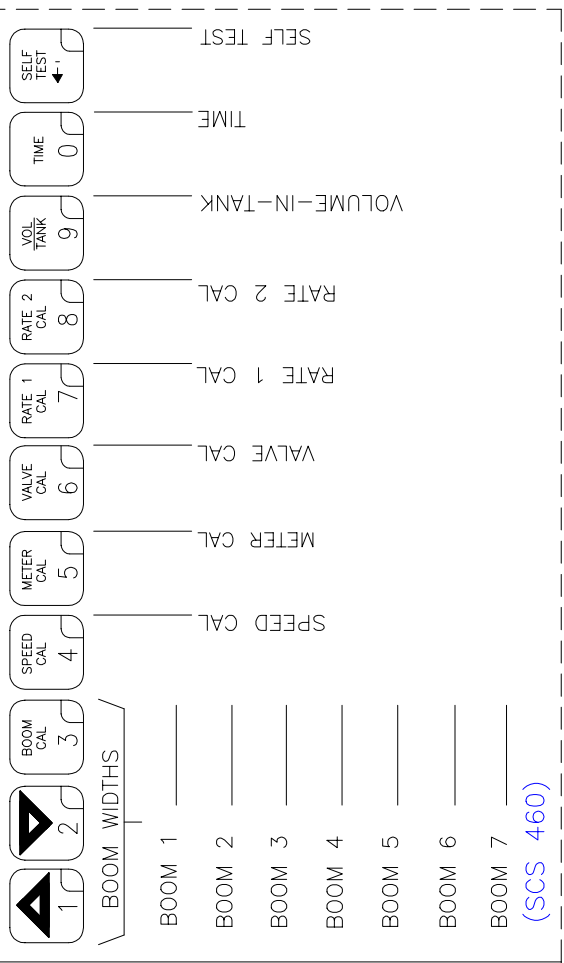 1
2
BOOM
CAL
3
SPEED
CAL
4
METER
CAL
5
VALVE
CAL
6
RATE 1
CAL
7
RATE 2
CAL
8
VOL
TANK
9
TIME
0
SELF
TEST
BOOM WIDTHS
BOOM 1
BOOM 2
BOOM 3
BOOM 4
BOOM 5
BOOM 6
BOOM 7
(SCS 460)
SPEED CAL
METER CAL
VALVE CAL
RATE 1 CAL
RATE 2 CAL
VOLUME-IN-TANK
TIME
SELF TEST